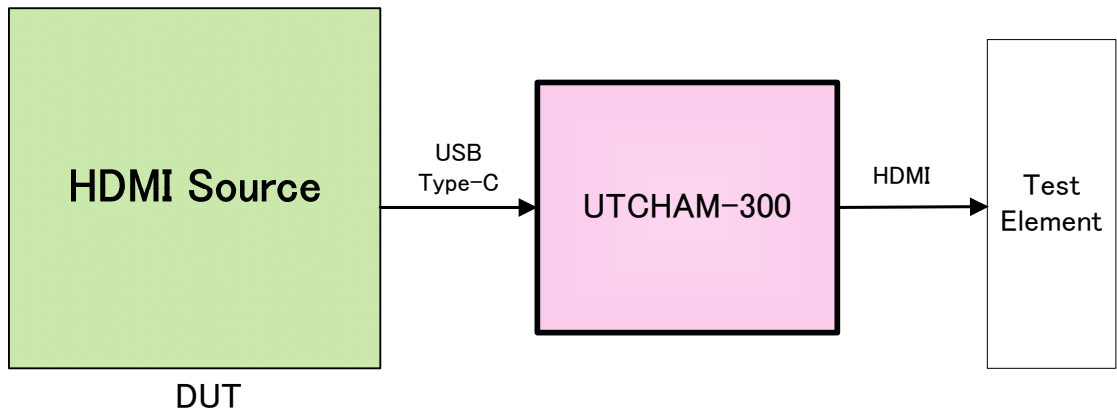 HDMI Source
DUT
USB
Type-C
UTCHAM-300
HDMI
Test
Element